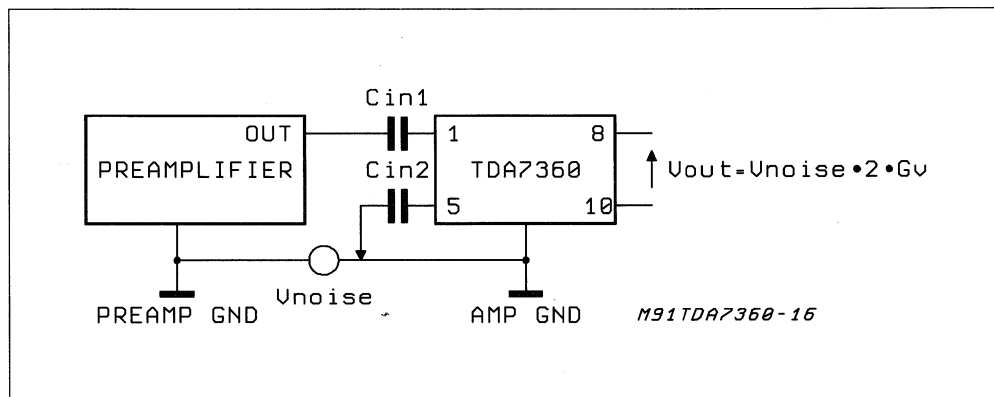 Cin1
OUT
1
8
PREAMPLIFIER
Cin2
TDA7360
Vout=Vnoise•2•Gv
5
10
Vnoise
PREAMP GND
AMP GND
M91TDA7360-16